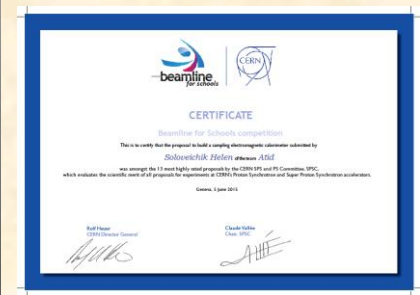 beamline
for schools
CERN
CERTIFICATE
Beamline for Schools competition
This is to certify that the proposal to build a sampling electromagnetic calorimeter submitted by
Soloveichik Helen Atid
was amongst the 13 most highly rated proposals by the CERN SPS and PS Committee, SPSC,
which evaluates the scientific merit of all proposals for experiments at CERN's Proton Synchrotron and Super Proton Synchrotron accelerators.
Geneva, 5 June 2015
Rolf Heuer
CERN Director General
Claude Vallée
Chair, SPSC